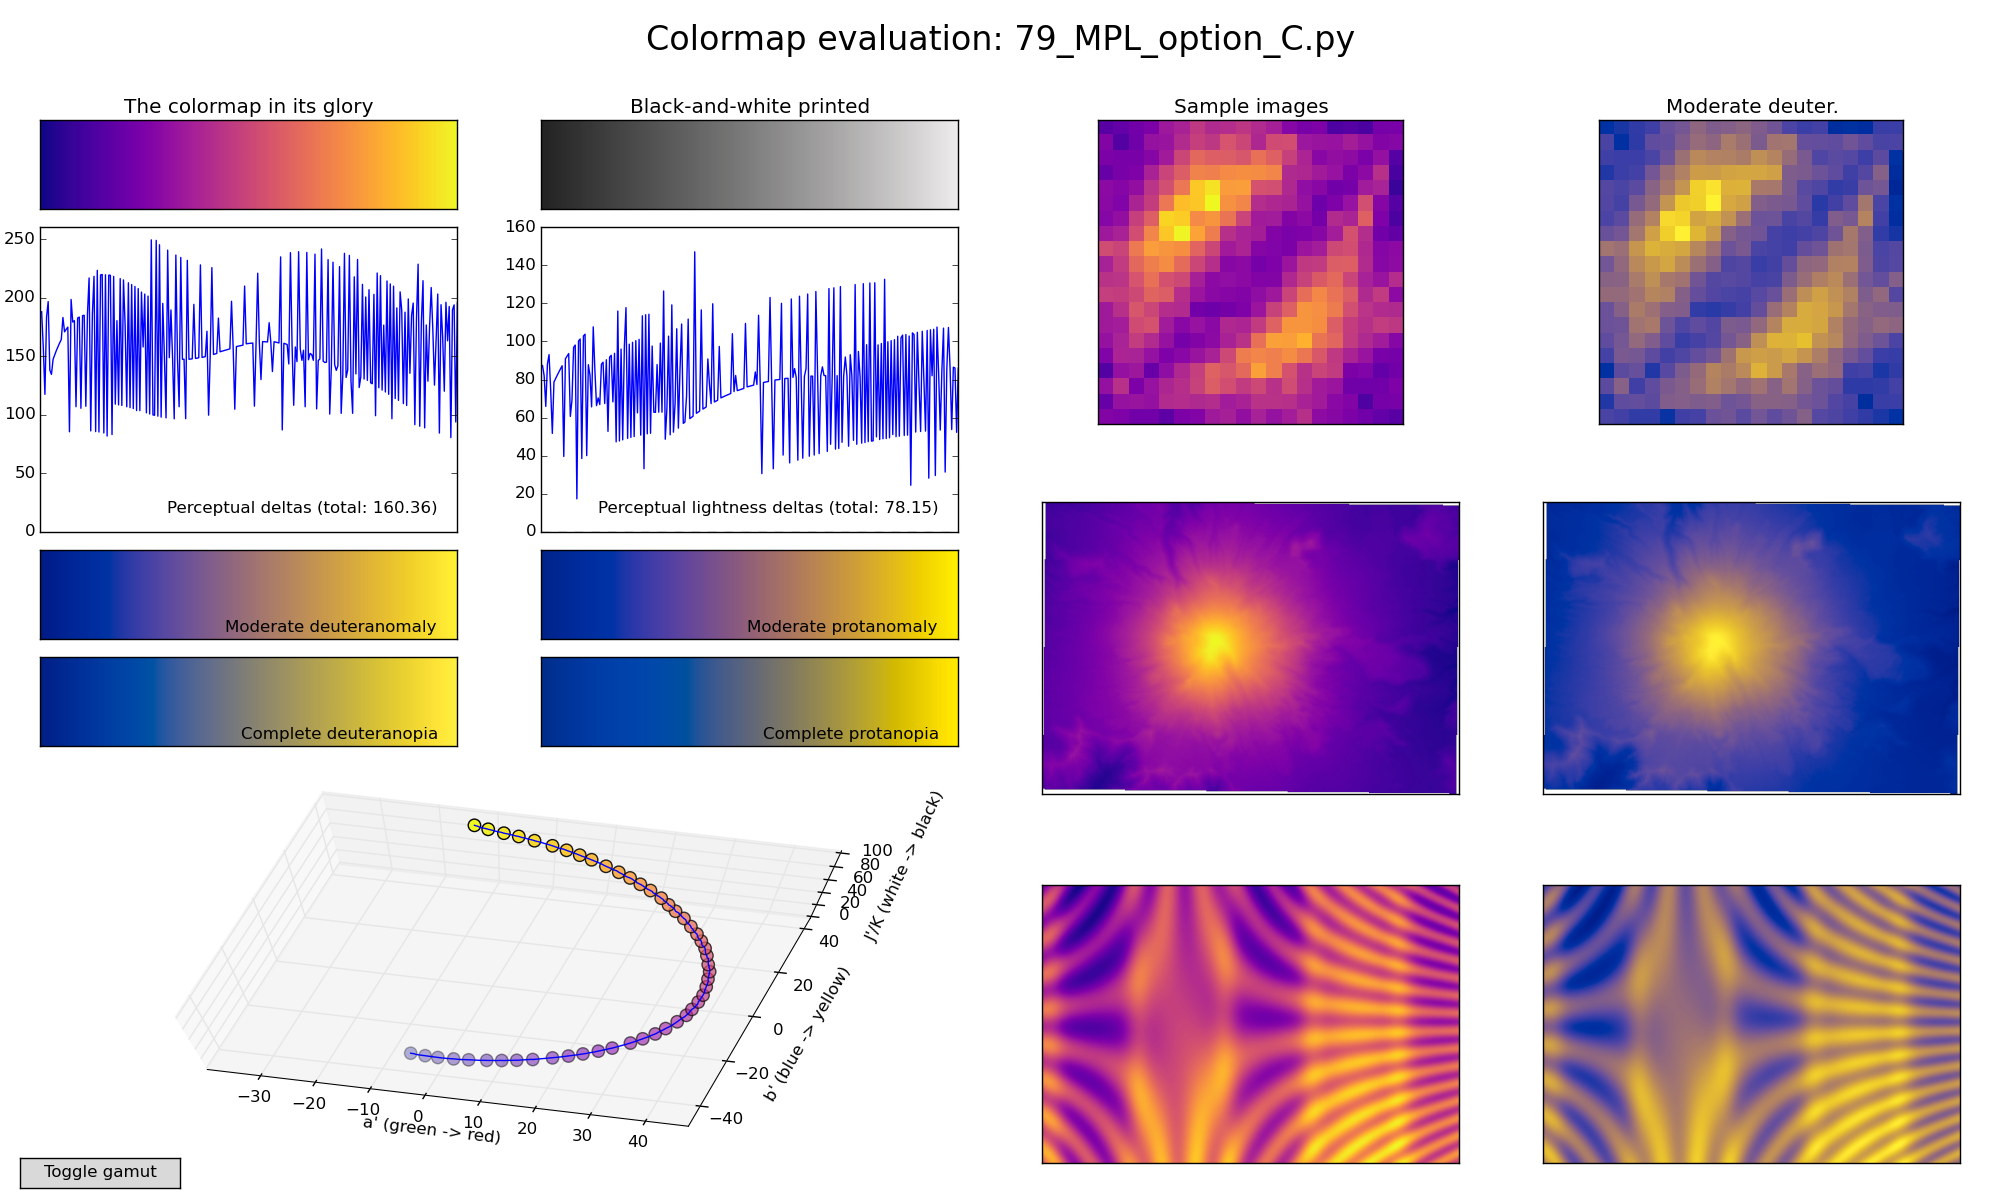 Colormap evaluation: 79_MPL_option_C.py
The colormap in its glory
Black-and-white printed
Sample images
Moderate deuter.
250
200
150
100
50
0
Perceptual deltas (total: 160.36)
160
140
120
100
80
60
40
20
0
Perceptual lightness deltas (total: 78.15)
Moderate deuteranomaly
Moderate protanomaly
Complete deuteranopia
Complete protanopia
100
80
60
40
20
0
J'/K (white -> black)
40
20
0
−20
−40
b' (blue -> yellow)
−30
−20
−10
0
10
20
30
40
a' (green -> red)
Toggle gamut